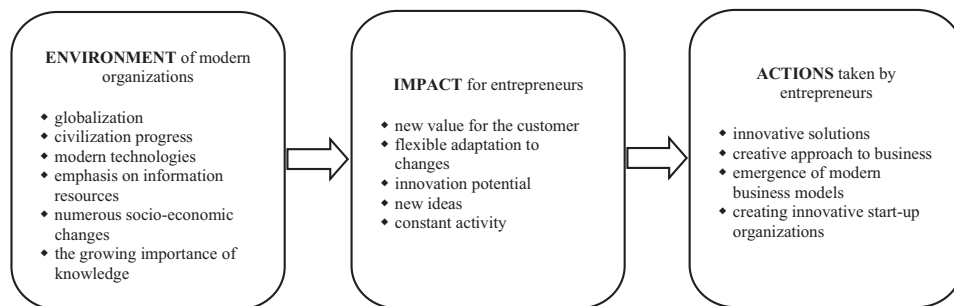 ENVIRONMENT of modern
organizations
◆ globalization
◆ civilization progress
◆ modern technologies
◆ emphasis on information
resources
◆ numerous socio-economic
changes
◆ the growing importance of
knowledge
IMPACT for entrepreneurs
◆ new value for the customer
◆ flexible adaptation to
changes
◆ innovation potential
◆ new ideas
◆ constant activity
ACTIONS taken by
entrepreneurs
◆ innovative solutions
◆ creative approach to business
◆ emergence of modern
business models
◆ creating innovative start-up
organizations